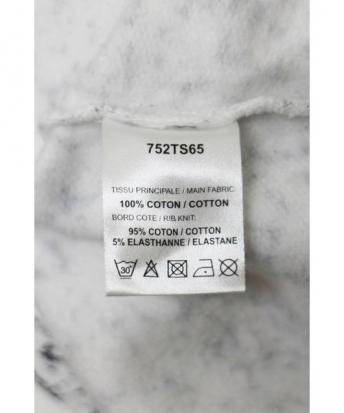 752TS65
TISSU PRINCIPALE / MAIN FABRIC:
100% COTON / COTTON
BORD COTE / RIB KNIT:
95% COTON / COTTON
5% ELASTHANNE / ELASTANE
30°